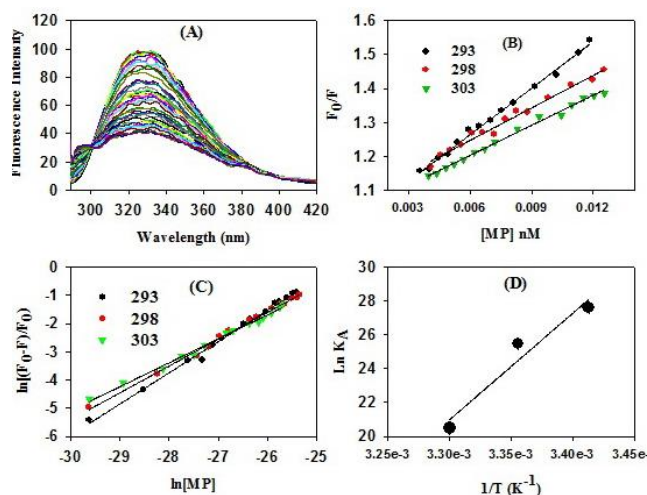 (A)
Fluorescence Intensity
120
100
80
60
40
20
0
300 320 340 360 380 400 420
Wavelength (nm)
(B)
293
298
303
F0/F
1.6
1.5
1.4
1.3
1.2
1.1
0.003 0.006 0.009 0.012
[MP] nM
(C)
293
298
303
ln[(F0-F)/F0)
-0
-1
-2
-3
-4
-5
-6
-30 -29 -28 -27 -26 -25
ln[MP]
(D)
Ln KA
30
28
26
24
22
20
3.25e-3 3.30e-3 3.35e-3 3.40e-3 3.45e-3
1/T (K-1)